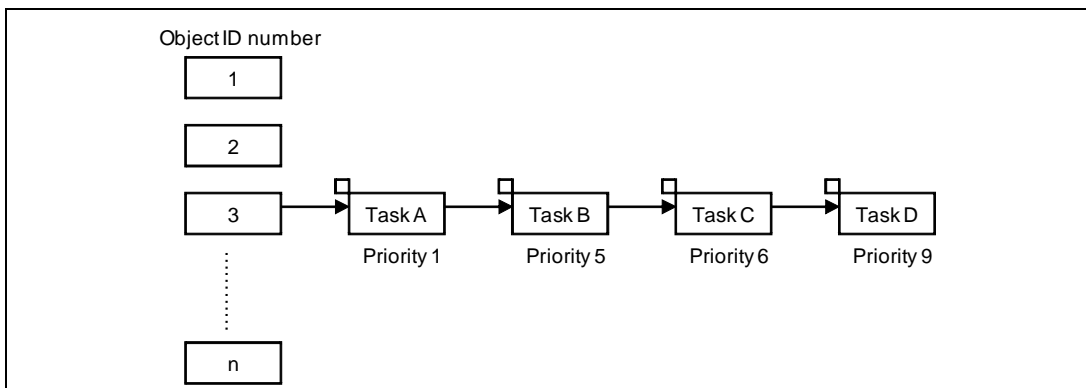 Object ID number
1
2
3
Task A
Task B
Task C
Task D
Priority 1
Priority 5
Priority 6
Priority 9
n